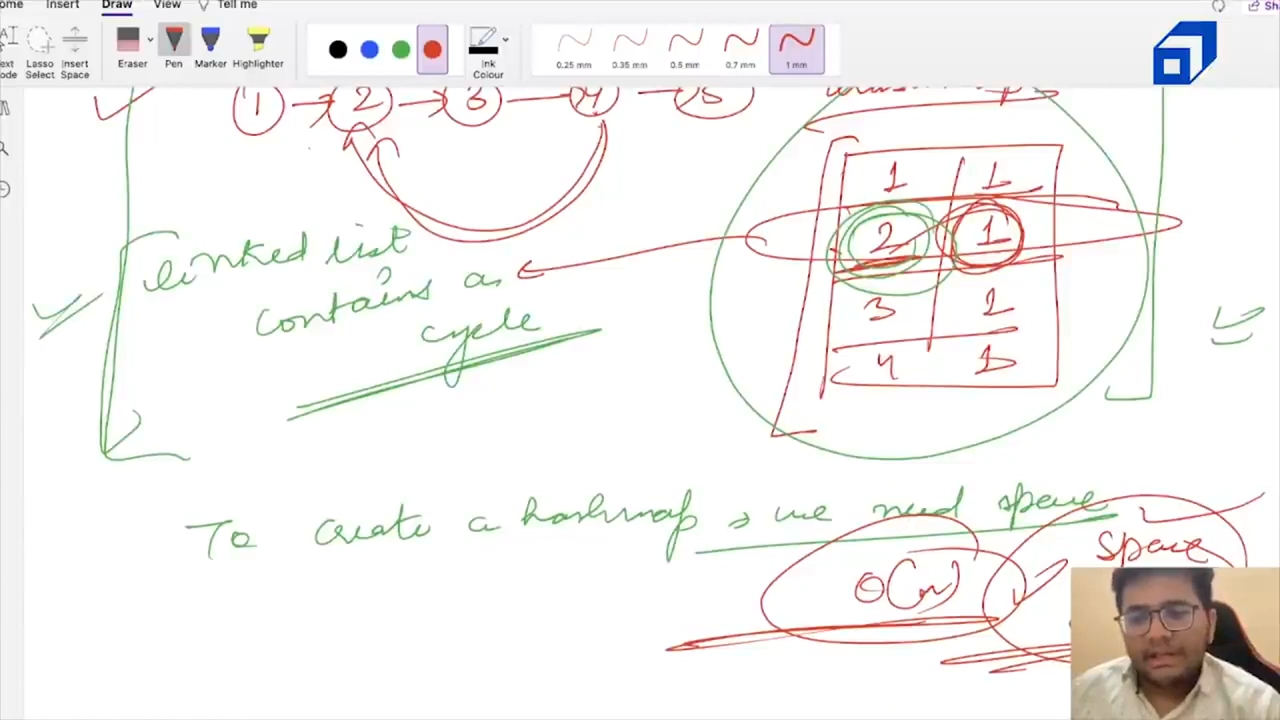 ome Insert Draw View Tell me Sh
Text Mode Lasso Select Insert Space Eraser Pen Marker Highlighter Ink Colour 0.25 mm 0.35 mm 0.5 mm 0.7 mm 1 mm
1 2 3 4 5
1 1
2 1
3 1
4 1
linked list
contains a
cycle
To create a hashmap, we need space
O(n) space